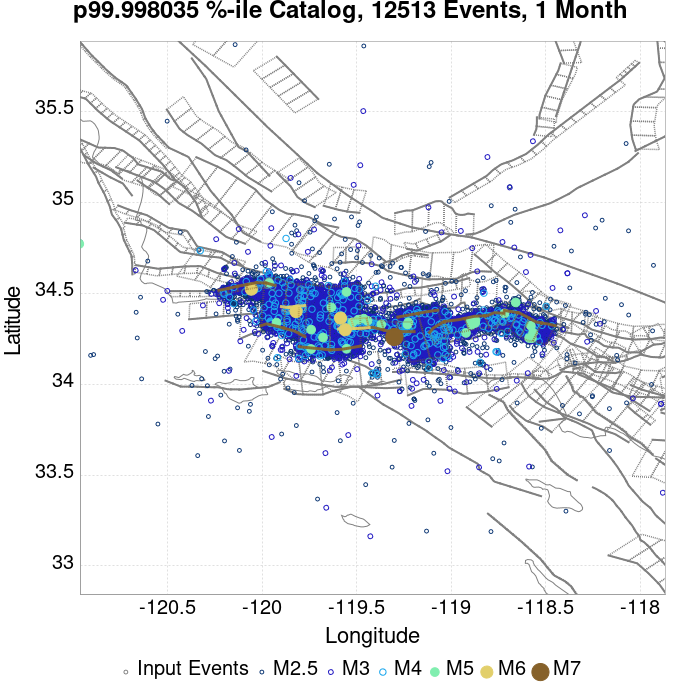 p99.998035 %-ile Catalog, 12513 Events, 1 Month
35.5
35
34.5
34
33.5
33
Latitude
-120.5 -120 -119.5 -119 -118.5 -118
Longitude
Input Events M2.5 M3 M4 M5 M6 M7